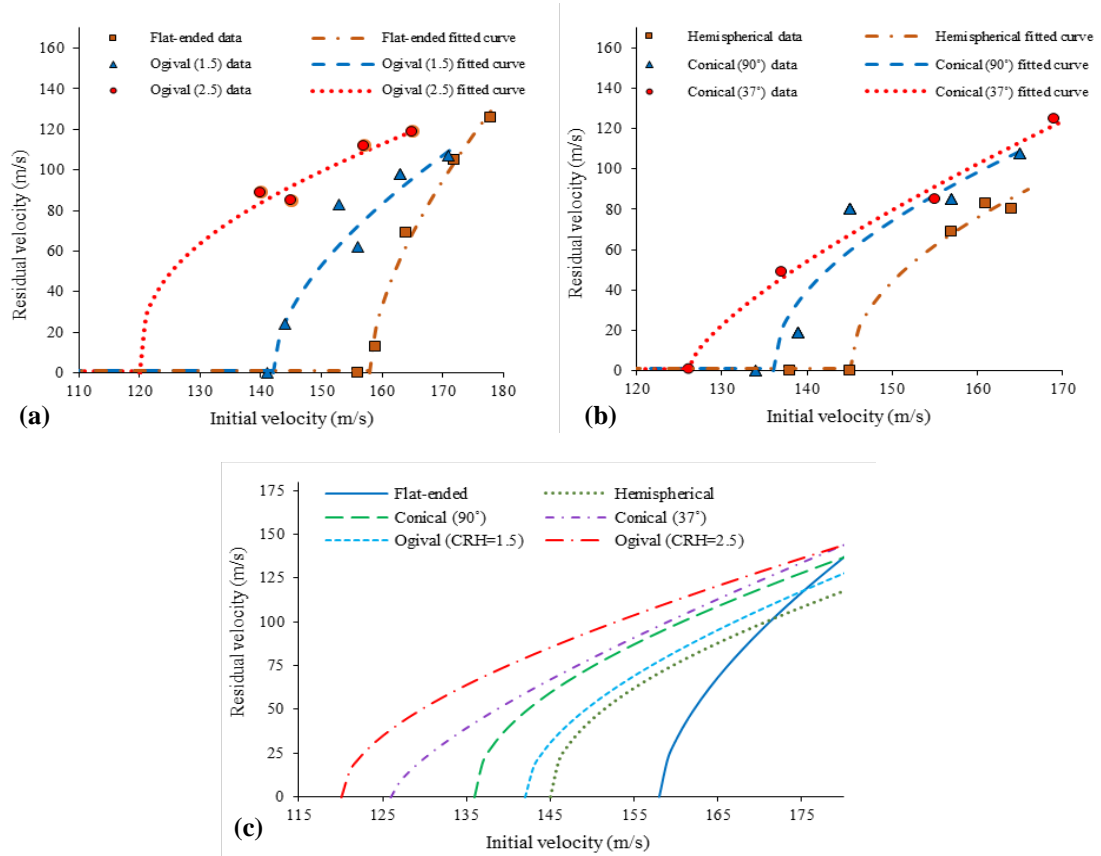 Flat-ended data
Flat-ended fitted curve
Ogival (1.5) data
Ogival (1.5) fitted curve
Ogival (2.5) data
Ogival (2.5) fitted curve
160
140
120
100
80
60
40
20
0
Residual velocity (m/s)
110 120 130 140 150 160 170 180
Initial velocity (m/s)
(a)
Hemispherical data
Hemispherical fitted curve
Conical (90˚) data
Conical (90˚) fitted curve
Conical (37˚) data
Conical (37˚) fitted curve
160
140
120
100
80
60
40
20
0
Residual velocity (m/s)
120 130 140 150 160 170
Initial velocity (m/s)
(b)
Flat-ended
Hemispherical
Conical (90˚)
Conical (37˚)
Ogival (CRH=1.5)
Ogival (CRH=2.5)
175
150
125
100
75
50
25
0
Residual velocity (m/s)
115 125 135 145 155 165 175
Initial velocity (m/s)
(c)